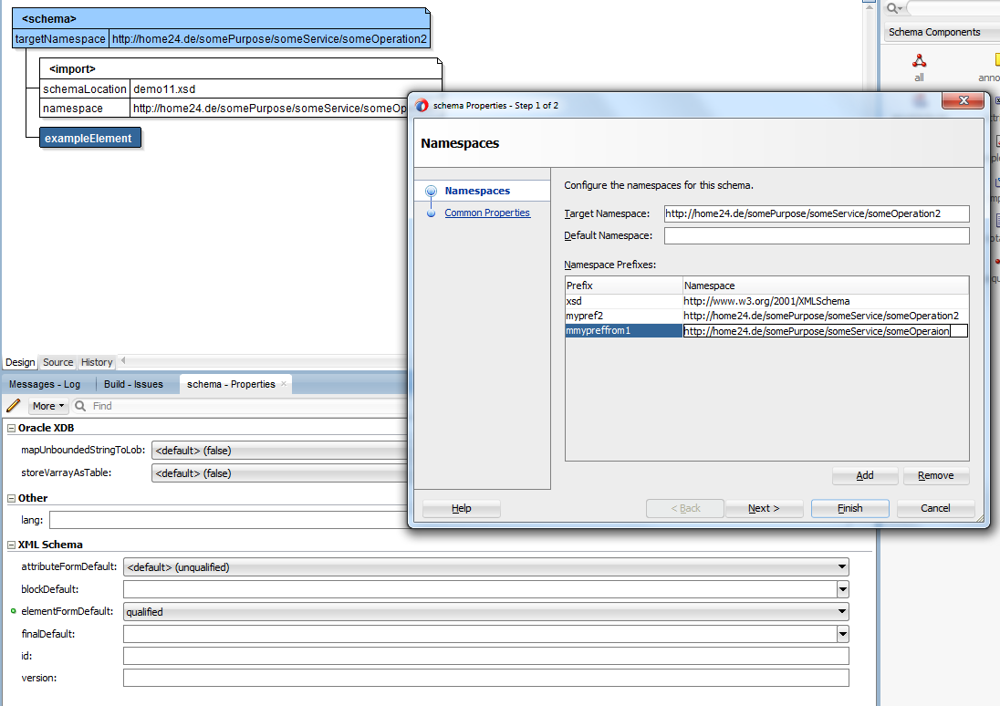 <schema>
targetNamespace http://home24.de/somePurpose/someService/someOperation2
<import>
schemaLocation demo11.xsd
namespace http://home24.de/somePurpose/someService/someOp
exampleElement
Schema Components
all
anno
schema Properties - Step 1 of 2
Namespaces
Namespaces
Common Properties
Configure the namespaces for this schema.
Target Namespace: http://home24.de/somePurpose/someService/someOperation2
Default Namespace:
Namespace Prefixes:
Prefix Namespace
xsd http://www.w3.org/2001/XMLSchema
mypref2 http://home24.de/somePurpose/someService/someOperation2
mmypreffrom1 http://home24.de/somePurpose/someService/someOperaion
Add Remove
Help < Back Next > Finish Cancel
Design Source History
Messages - Log Build - Issues schema - Properties
More Find
Oracle XDB
mapUnboundedStringToLob: <default> (false)
storeVarrayAsTable: <default> (false)
Other
lang:
XML Schema
attributeFormDefault: <default> (unqualified)
blockDefault:
elementFormDefault: qualified
finalDefault:
id:
version: